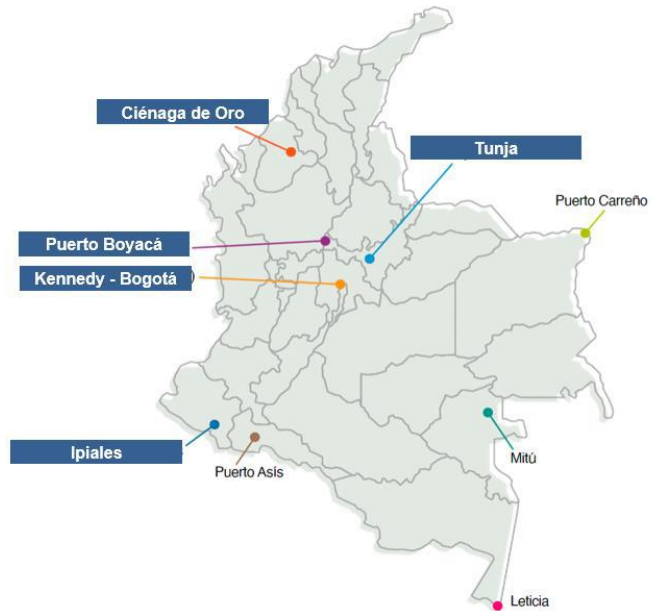 Ciénaga de Oro
Tunja
Puerto Carreño
Puerto Boyacá
Kennedy - Bogotá)
Ipiales
Puerto Asís
Mitú
Leticia